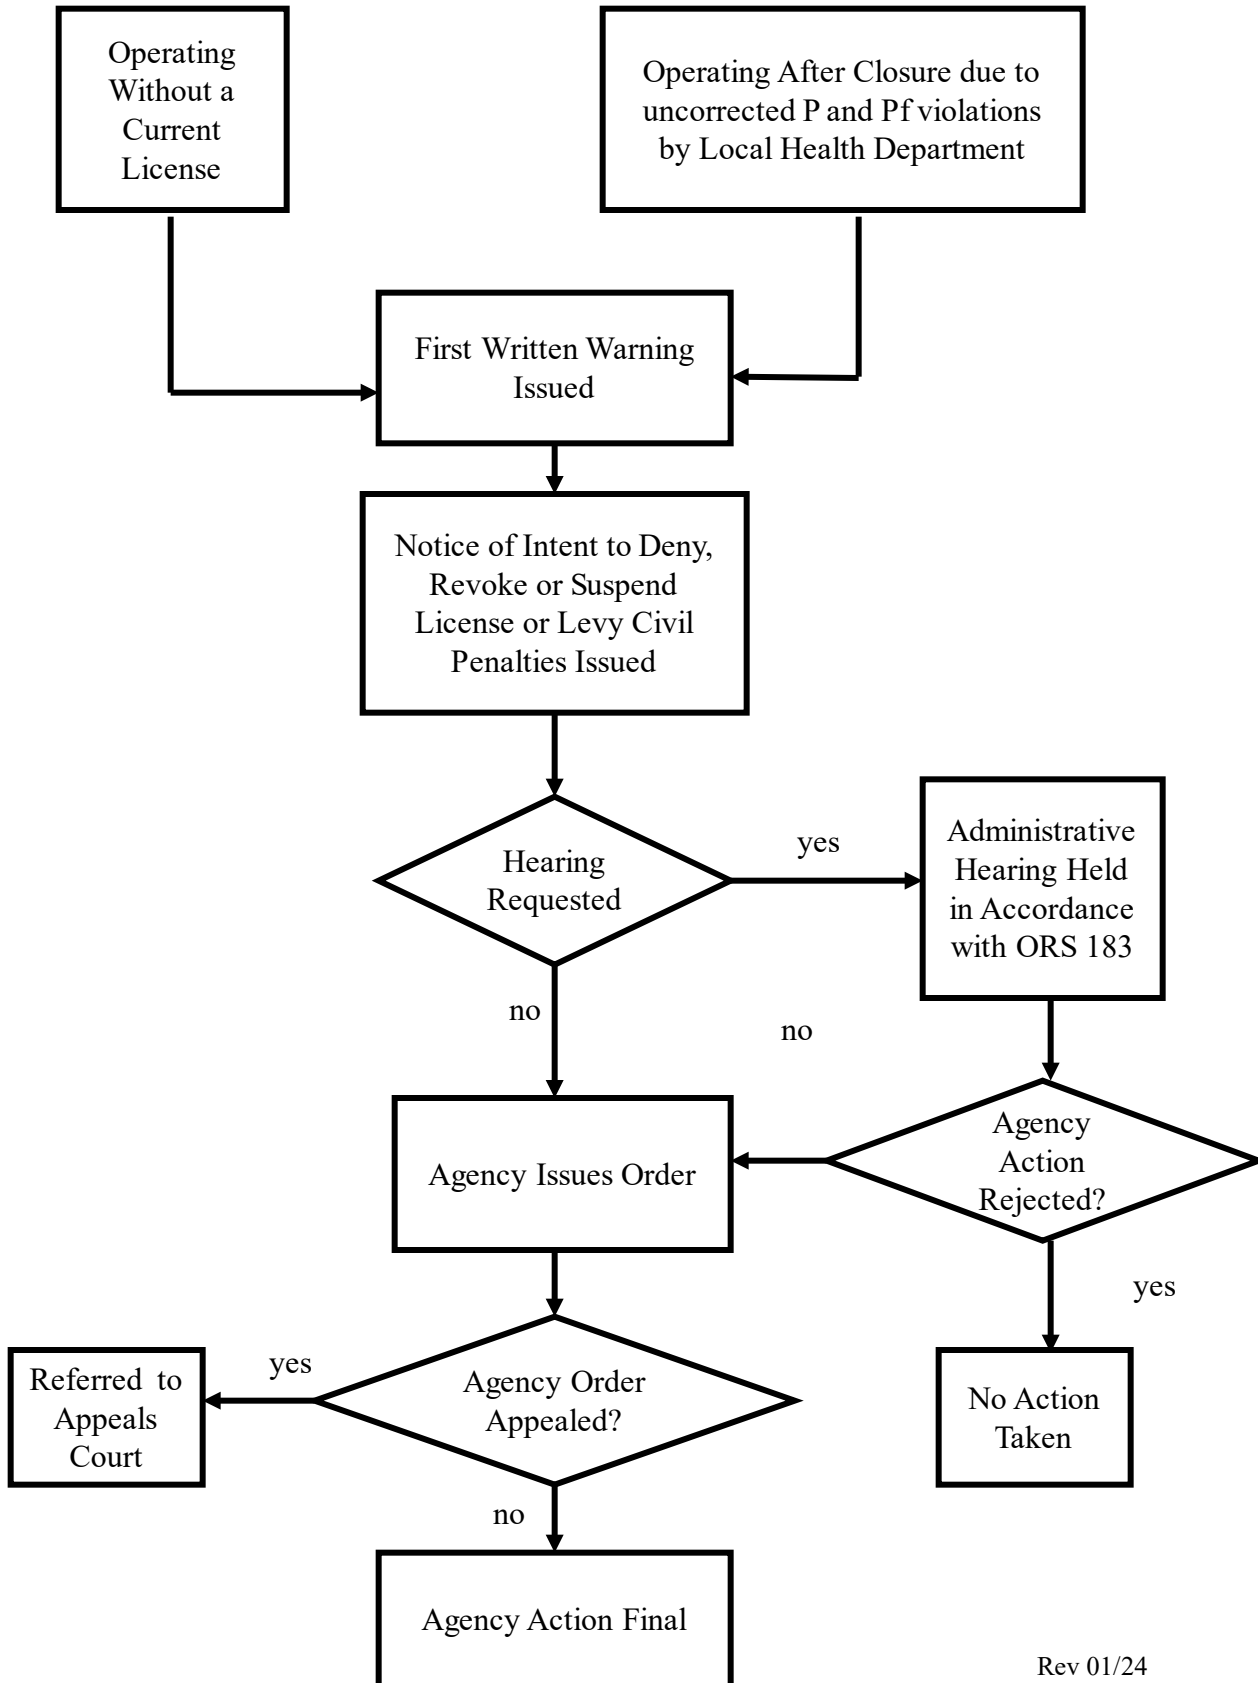 Operating
Without a
Current
License
Operating After Closure due to
uncorrected P and Pf violations
by Local Health Department
First Written Warning
Issued
Notice of Intent to Deny,
Revoke or Suspend
License or Levy Civil
Penalties Issued
Hearing
Requested
yes
Administrative
Hearing Held
in Accordance
with ORS 183
no
no
Agency Issues Order
Agency
Action
Rejected?
yes
No Action
Taken
Agency Order
Appealed?
yes
Referred to
Appeals
Court
no
Agency Action Final
Rev 01/24